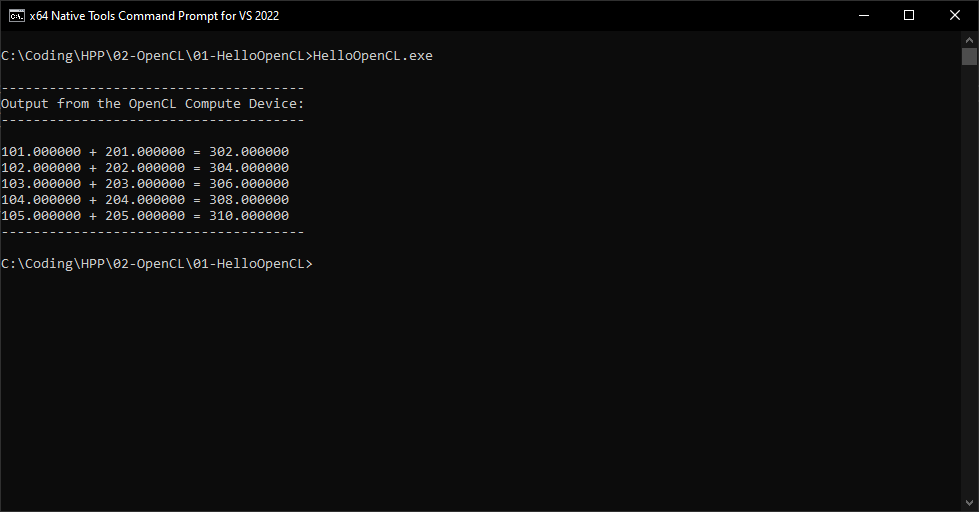 x64 Native Tools Command Prompt for VS 2022
C:\Coding\HPP\02-OpenCL\01-HelloOpenCL>HelloOpenCL.exe
--------------------------------------
Output from the OpenCL Compute Device:
--------------------------------------
101.000000 + 201.000000 = 302.000000
102.000000 + 202.000000 = 304.000000
103.000000 + 203.000000 = 306.000000
104.000000 + 204.000000 = 308.000000
105.000000 + 205.000000 = 310.000000
--------------------------------------
C:\Coding\HPP\02-OpenCL\01-HelloOpenCL>